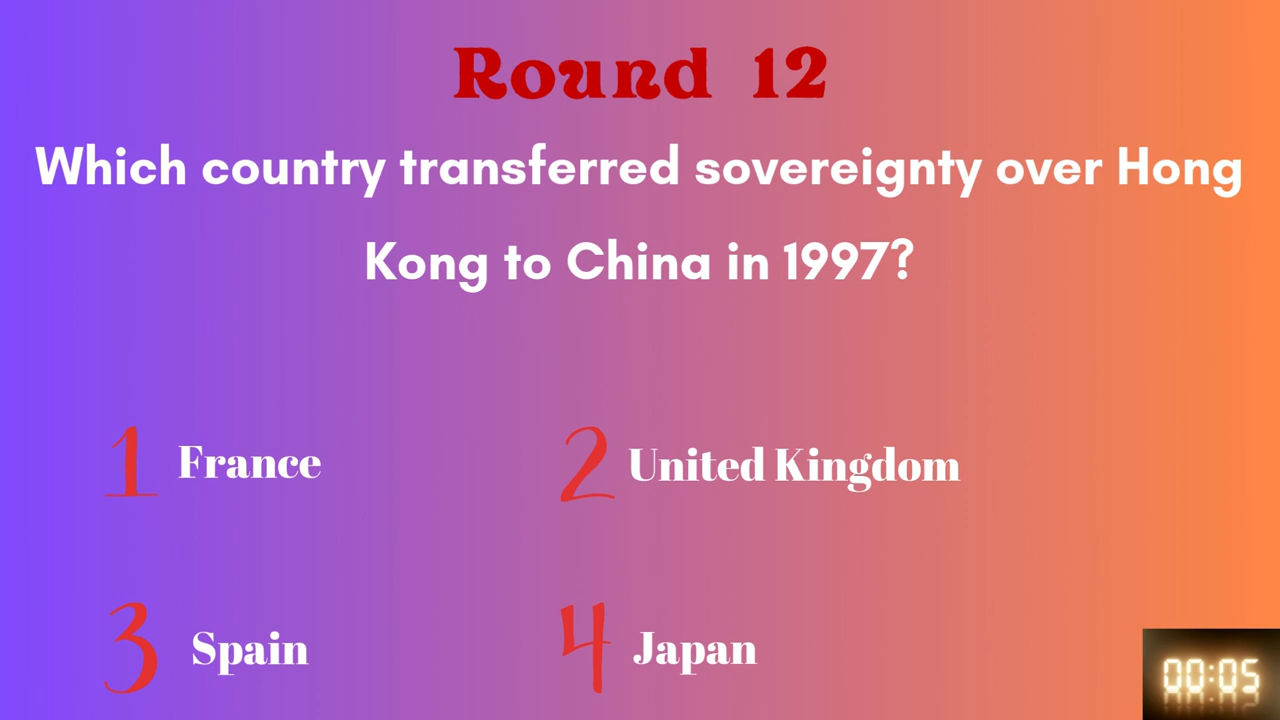 Round 12
Which country transferred sovereignty over Hong
Kong to China in 1997?
1 France
2 United Kingdom
3 Spain
4 Japan
00:05